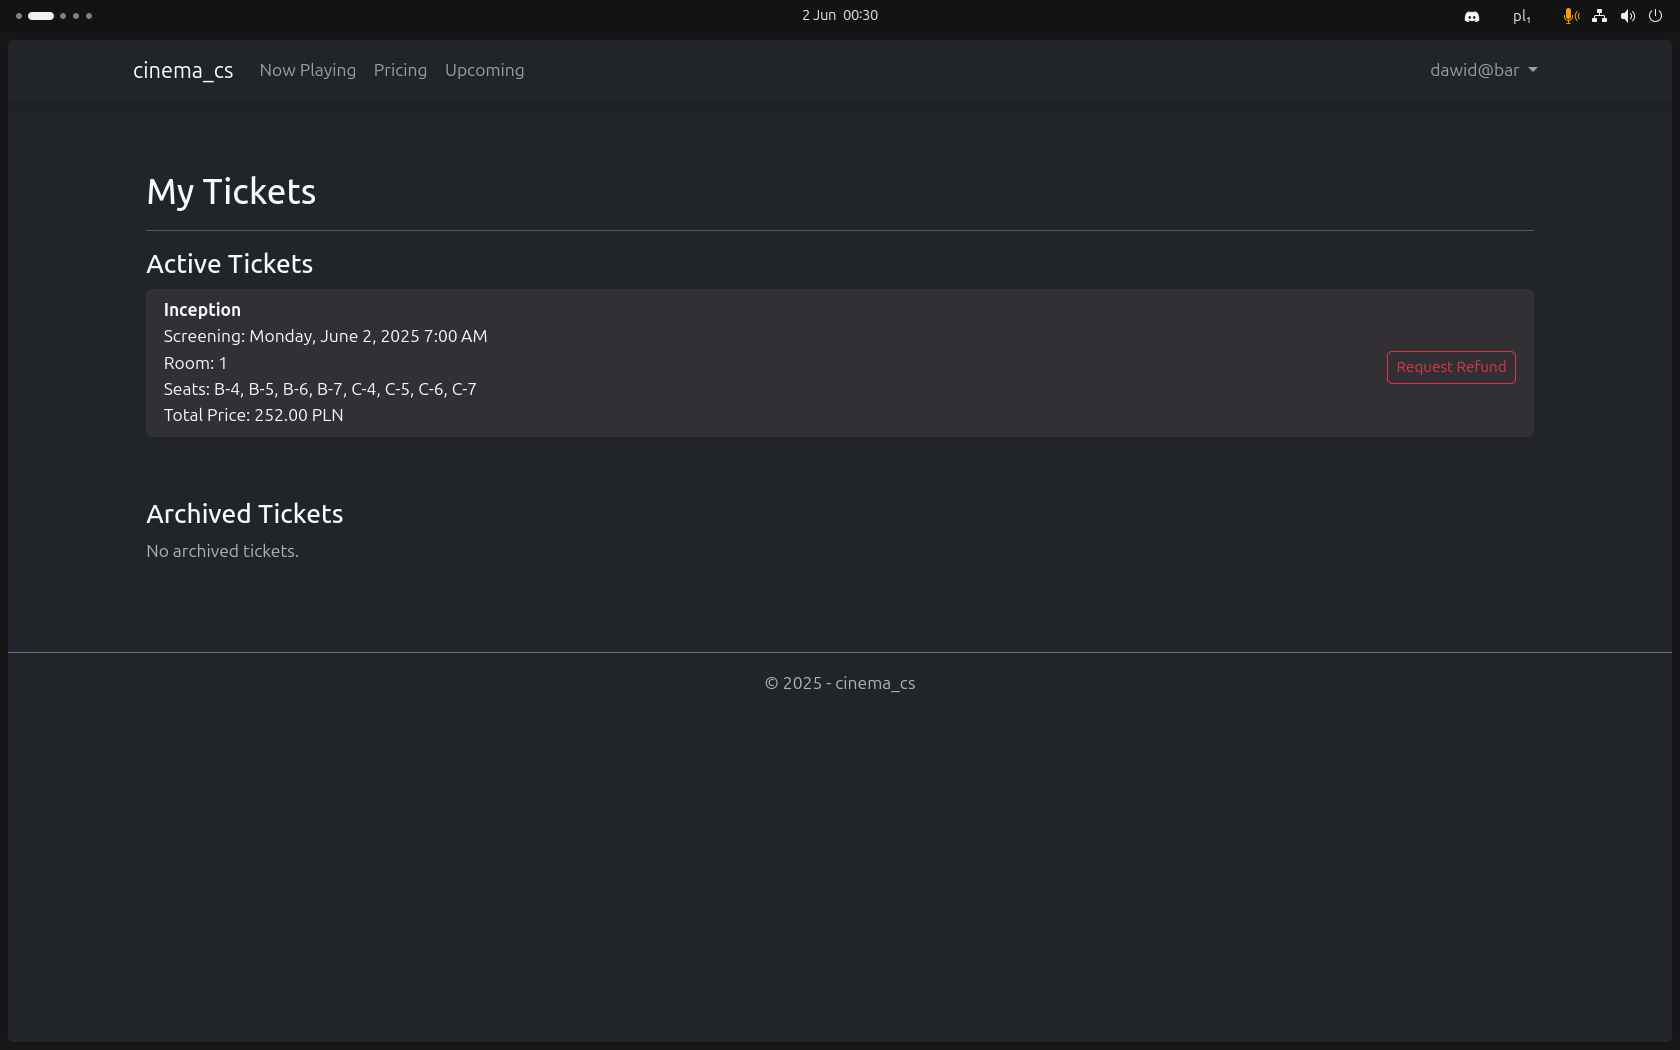 2 Jun 00:30
pl₁
cinema_cs Now Playing Pricing Upcoming dawid@bar
My Tickets
Active Tickets
Inception
Screening: Monday, June 2, 2025 7:00 AM
Room: 1
Seats: B-4, B-5, B-6, B-7, C-4, C-5, C-6, C-7
Total Price: 252.00 PLN
Request Refund
Archived Tickets
No archived tickets.
© 2025 - cinema_cs